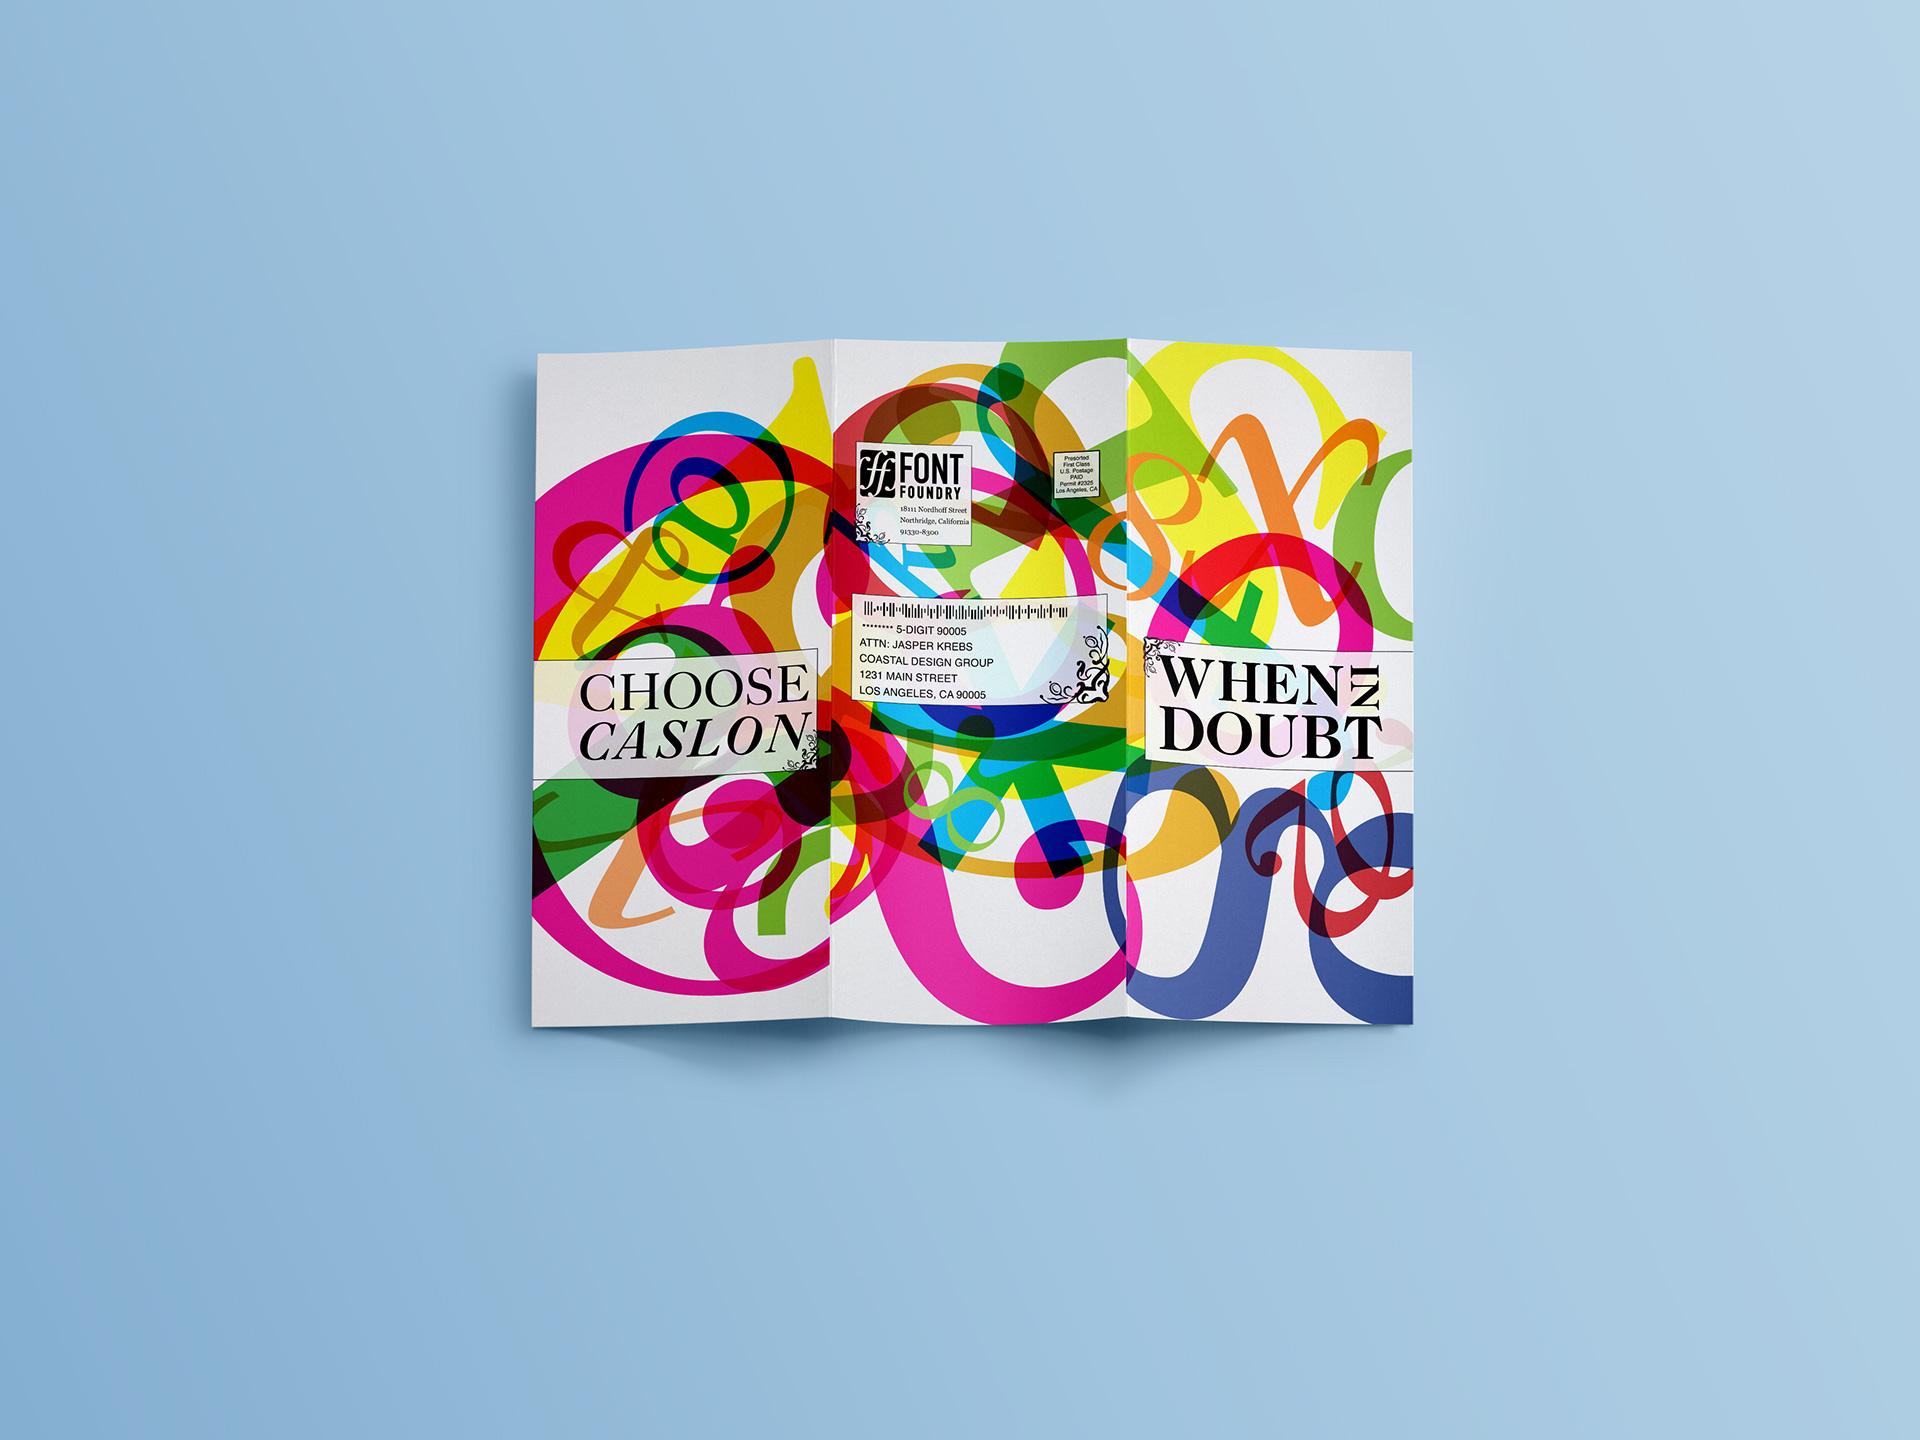 CHOOSE
CASLON
ff FONT
FOUNDRY
18111 Nordhoff Street
Northridge, California
91330-8300
Presorted
First Class
U.S. Postage
PAID
Permit #2325
Los Angeles, CA
******** 5-DIGIT 90005
ATTN: JASPER KREBS
COASTAL DESIGN GROUP
1231 MAIN STREET
LOS ANGELES, CA 90005
WHEN IN
DOUBT